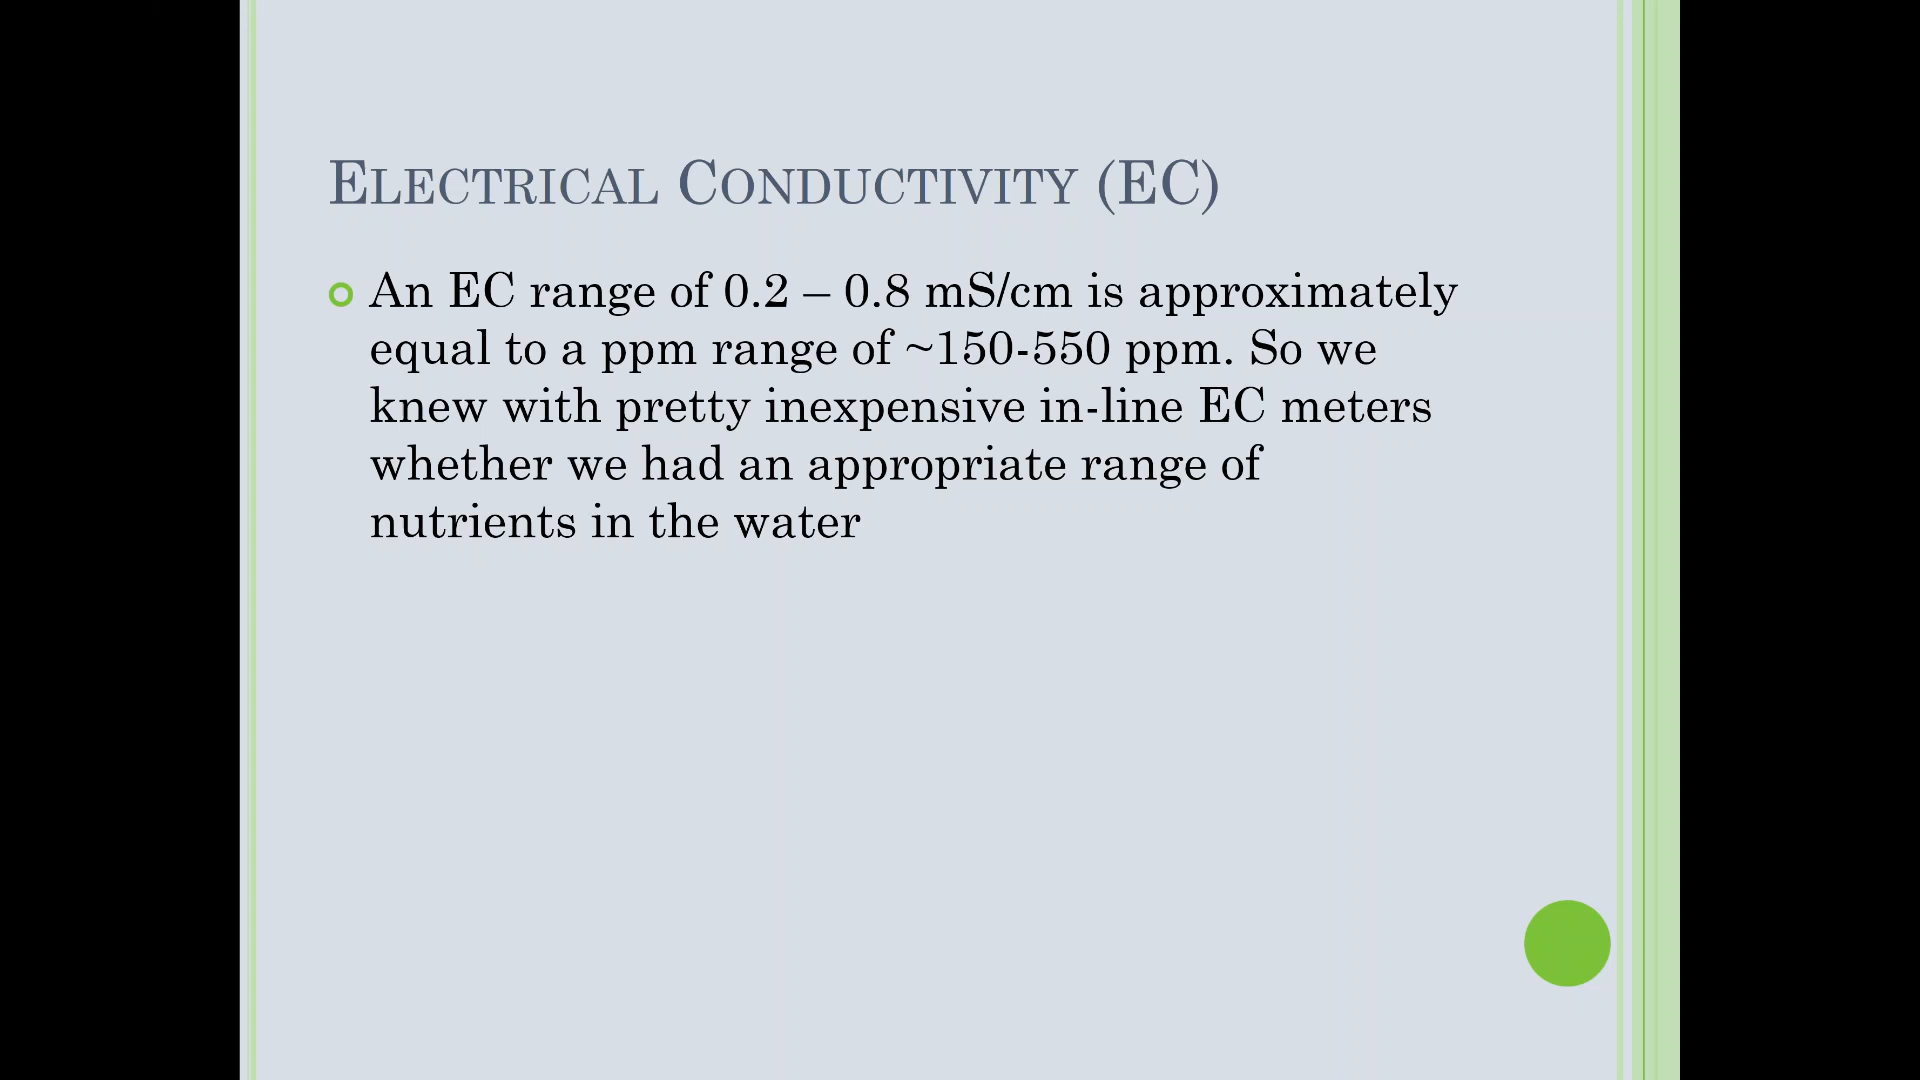 Electrical Conductivity (EC)
An EC range of 0.2 – 0.8 mS/cm is approximately
equal to a ppm range of ~150-550 ppm. So we
knew with pretty inexpensive in-line EC meters
whether we had an appropriate range of
nutrients in the water